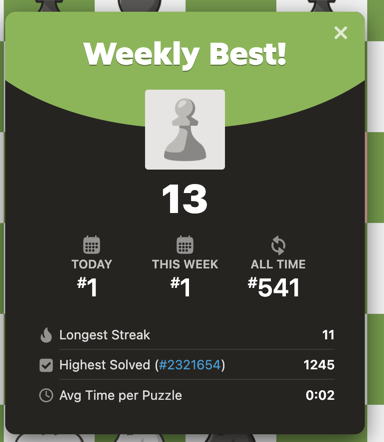 Weekly Best!
13
TODAY THIS WEEK ALL TIME
#1 #1 #541
Longest Streak 11
Highest Solved (#2321654) 1245
Avg Time per Puzzle 0:02